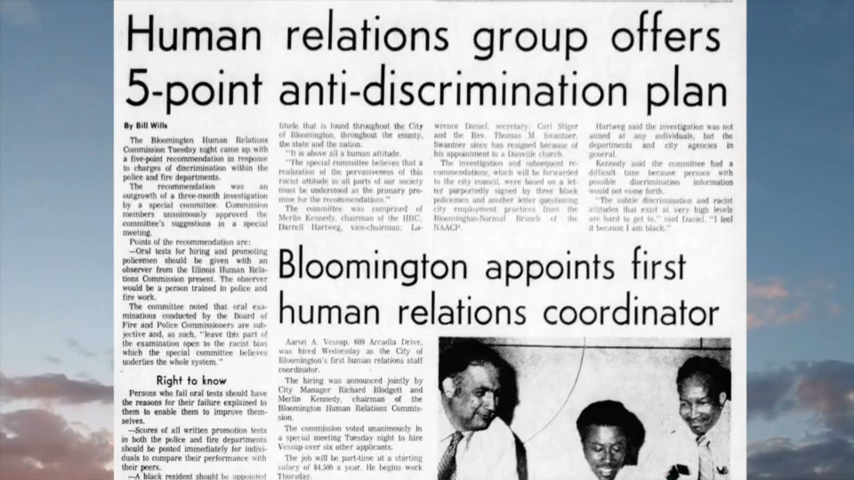 Human relations group offers
5-point anti-discrimination plan
By Bill Wills
The Bloomington Human Relations
Commission Tuesday night came up with
a five-point recommendation in response
to charges of discrimination within the
police and fire departments.
The recommendation was an
outgrowth of a three-month investigation
by a special committee. Commission
members unanimously approved the
committee's suggestions in a special
meeting.
Points of the recommendation are:
—Oral tests for hiring and promoting
policemen should be given with an
observer from the Illinois Human Rela-
tions Commission present. The observer
would be a person trained in police and
fire work.
The committee noted that oral exa-
minations conducted by the Board of
Fire and Police Commissioners are sub-
jective and, as such, "leave this part of
the examination open to the racist bias
which the special committee believes
underlies the whole system."
Right to know
Persons who fail oral tests should have
the reasons for their failure explained to
them to enable them to improve them-
selves.
—Scores of all written promotion tests
in both the police and fire departments
should be posted immediately for indivi-
duals to compare their performance with
their peers.
—A black resident should be appointed
titude that is found throughout the City
of Bloomington, throughout the county,
the state and the nation.
"It is above all a human attitude.
"The special committee believes that a
realization of the pervasiveness of this
racist attitude in all parts of our society
must be understood as the primary pre-
mise for the recommendations."
The committee was comprised of
Merlin Kennedy, chairman of the HRC;
Darrell Hartweg, vice-chairman; La-
wrence Daniel, secretary; Carl Stiger
and the Rev. Thomas M. Swantner.
Swantner since has resigned because of
his appointment to a Danville church.
The investigation and subsequent re-
commendations, which will be forwarded
to the city council, were based on a let-
ter purportedly signed by three black
policemen and another letter questioning
city employment practices from the
Bloomington-Normal Branch of the
NAACP.
Hartweg said the investigation was not
aimed at any individuals, but the
departments and city agencies in
general.
Kennedy said the committee had a
difficult time because persons with
possible discrimination information
would not come forth.
"The subtle discrimination and racist
attitudes that exist at very high levels
are hard to get to," said Daniel. "I feel
it because I am black."
Bloomington appoints first
human relations coordinator
Aaron A. Vessup, 609 Arcadia Drive,
was hired Wednesday as the City of
Bloomington's first human relations staff
coordinator.
The hiring was announced jointly by
City Manager Richard Blodgett and
Merlin Kennedy, chairman of the
Bloomington Human Relations Commis-
sion.
The commission voted unanimously in
a special meeting Tuesday night to hire
Vessup over six other applicants.
The job will be part-time at a starting
salary of $4,500 a year. He begins work
Thursday.